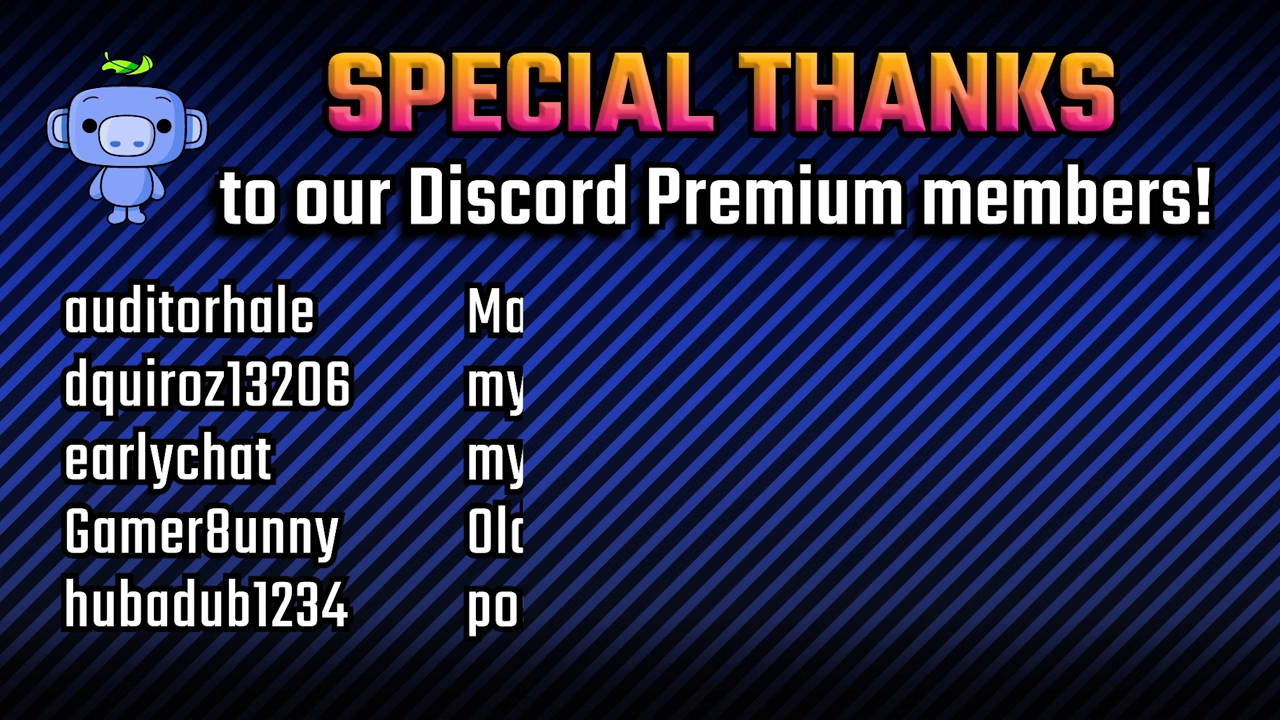 SPECIAL THANKS
to our Discord Premium members!
auditorhale
dquiroz13206
earlychat
Gamer8unny
hubadub1234